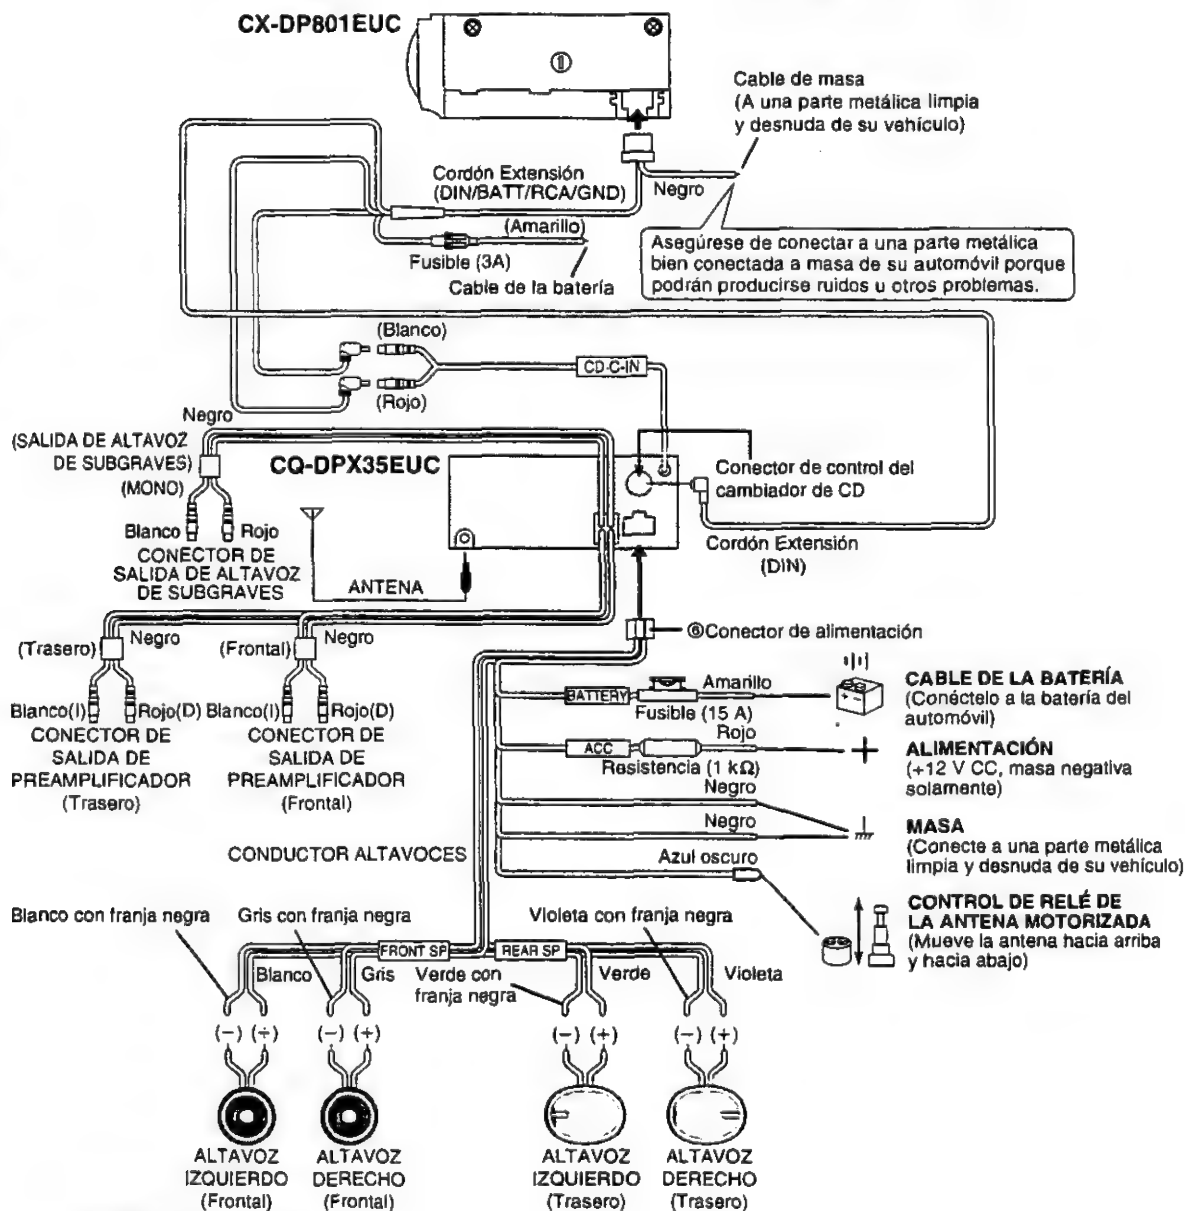 CX-DP801EUC
①
Cable de masa
(A una parte metálica limpia
y desnuda de su vehículo)
Cordón Extensión
(DIN/BATT/RCA/GND)
Negro
(Amarillo)
Fusible (3A)
Cable de la batería
Asegúrese de conectar a una parte metálica
bien conectada a masa de su automóvil porque
podrán producirse ruidos u otros problemas.
(Blanco)
CD-C-IN
(Rojo)
Negro
(SALIDA DE ALTAVOZ
DE SUBGRAVES)
(MONO)
CQ-DPX35EUC
Conector de control del
cambiador de CD
Blanco
Rojo
CONECTOR DE
SALIDA DE ALTAVOZ
DE SUBGRAVES
ANTENA
Cordón Extensión
(DIN)
(Trasero)
Negro
(Frontal)
Negro
⑥Conector de alimentación
Blanco(I)
Rojo(D)
Blanco(I)
Rojo(D)
CONECTOR DE
SALIDA DE
PREAMPLIFICADOR
(Trasero)
CONECTOR DE
SALIDA DE
PREAMPLIFICADOR
(Frontal)
BATTERY
Amarillo
Fusible (15 A)
CABLE DE LA BATERÍA
(Conéctelo a la batería del
automóvil)
ACC
Rojo
Resistencia (1 kΩ)
ALIMENTACIÓN
(+12 V CC, masa negativa
solamente)
Negro
Negro
MASA
(Conecte a una parte metálica
limpia y desnuda de su vehículo)
Azul oscuro
CONTROL DE RELÉ DE
LA ANTENA MOTORIZADA
(Mueve la antena hacia arriba
y hacia abajo)
CONDUCTOR ALTAVOCES
Blanco con franja negra
Gris con franja negra
Violeta con franja negra
FRONT SP
REAR SP
Blanco
Gris
Verde con
franja negra
Verde
Violeta
(−) (+)
(−) (+)
(−) (+)
(−) (+)
ALTAVOZ
IZQUIERDO
(Frontal)
ALTAVOZ
DERECHO
(Frontal)
ALTAVOZ
IZQUIERDO
(Trasero)
ALTAVOZ
DERECHO
(Trasero)